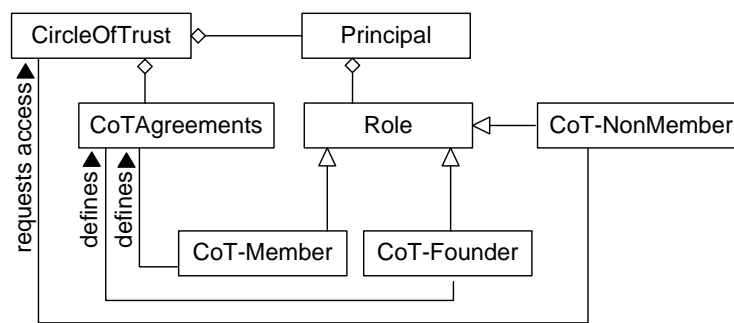 CircleOfTrust
Principal
CoTAgreements
Role
CoT-NonMember
requests access
defines
defines
CoT-Member
CoT-Founder